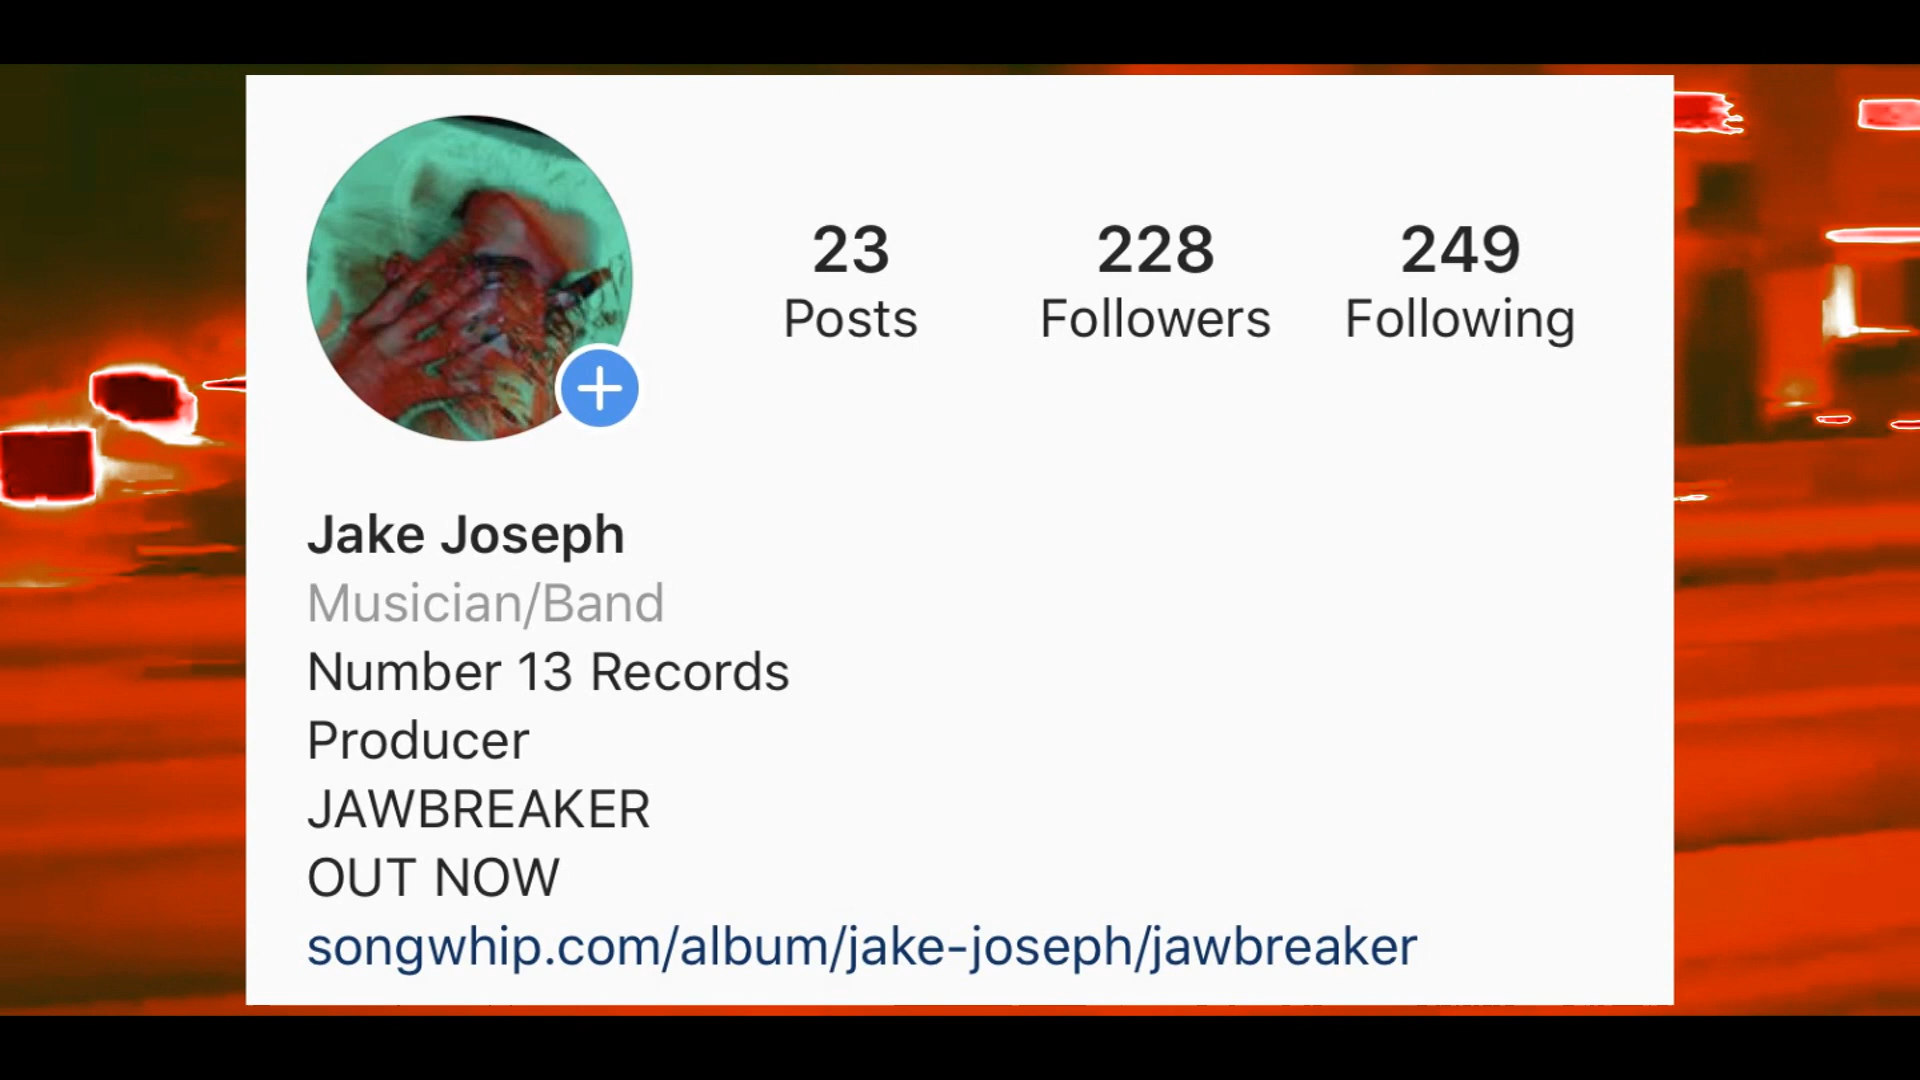 23 228 249
Posts Followers Following
Jake Joseph
Musician/Band
Number 13 Records
Producer
JAWBREAKER
OUT NOW
songwhip.com/album/jake-joseph/jawbreaker